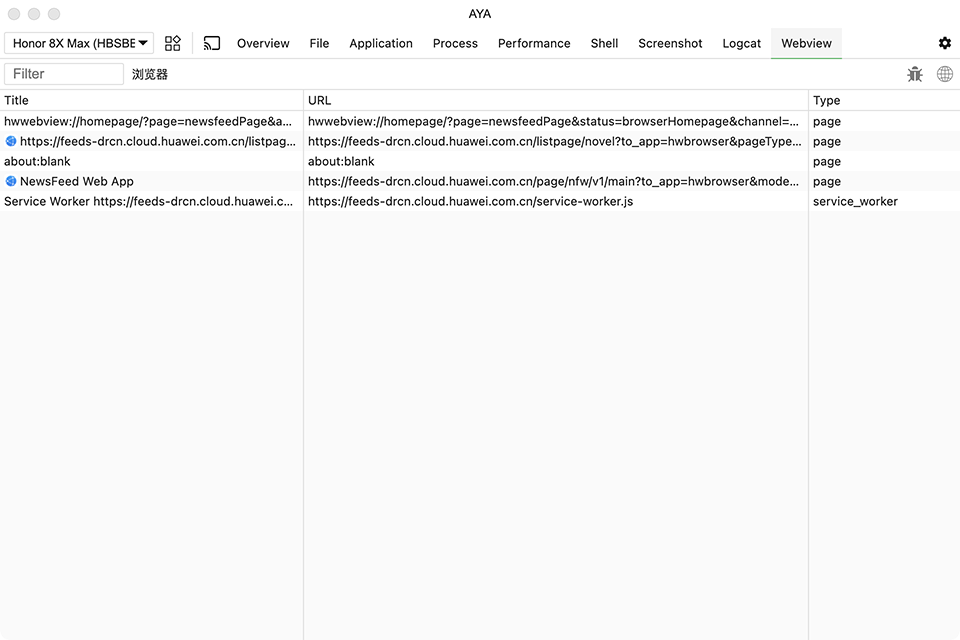 AYA
Honor 8X Max (HBSBE Overview File Application Process Performance Shell Screenshot Logcat Webview
Filter 浏览器
Title URL Type
hwwebview://homepage/?page=newsfeedPage&a... hwwebview://homepage/?page=newsfeedPage&status=browserHomepage&channel=... page
https://feeds-drcn.cloud.huawei.com.cn/listpag... https://feeds-drcn.cloud.huawei.com.cn/listpage/novel?to_app=hwbrowser&pageType... page
about:blank about:blank page
NewsFeed Web App https://feeds-drcn.cloud.huawei.com.cn/page/nfw/v1/main?to_app=hwbrowser&mode... page
Service Worker https://feeds-drcn.cloud.huawei.c... https://feeds-drcn.cloud.huawei.com.cn/service-worker.js service_worker